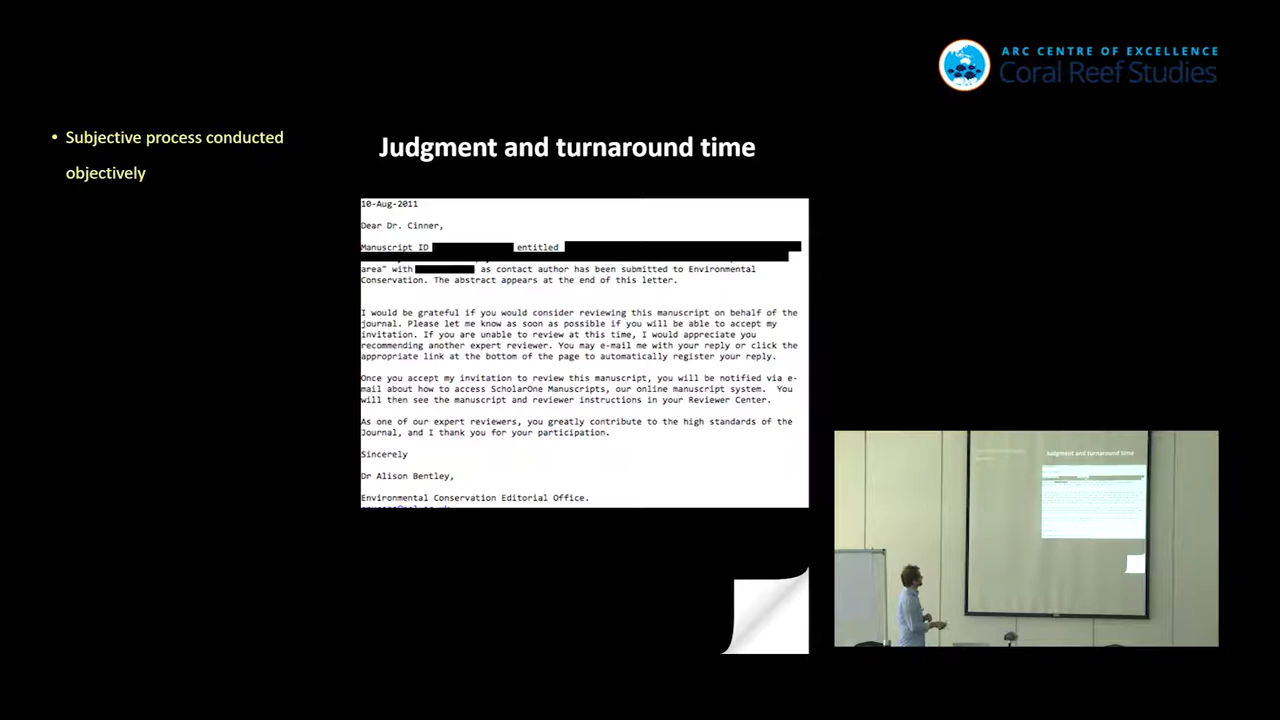 ARC CENTRE OF EXCELLENCE
Coral Reef Studies
• Subjective process conducted
objectively
Judgment and turnaround time
10-Aug-2011
Dear Dr. Cinner,
Manuscript ID entitled
area" with as contact author has been submitted to Environmental
Conservation. The abstract appears at the end of this letter.
I would be grateful if you would consider reviewing this manuscript on behalf of the
journal. Please let me know as soon as possible if you will be able to accept my
invitation. If you are unable to review at this time, I would appreciate you
recommending another expert reviewer. You may e-mail me with your reply or click the
appropriate link at the bottom of the page to automatically register your reply.
Once you accept my invitation to review this manuscript, you will be notified via e-
mail about how to access ScholarOne Manuscripts, our online manuscript system. You
will then see the manuscript and reviewer instructions in your Reviewer Center.
As one of our expert reviewers, you greatly contribute to the high standards of the
Journal, and I thank you for your participation.
Sincerely
Dr Alison Bentley,
Environmental Conservation Editorial Office.
Judgment and turnaround time